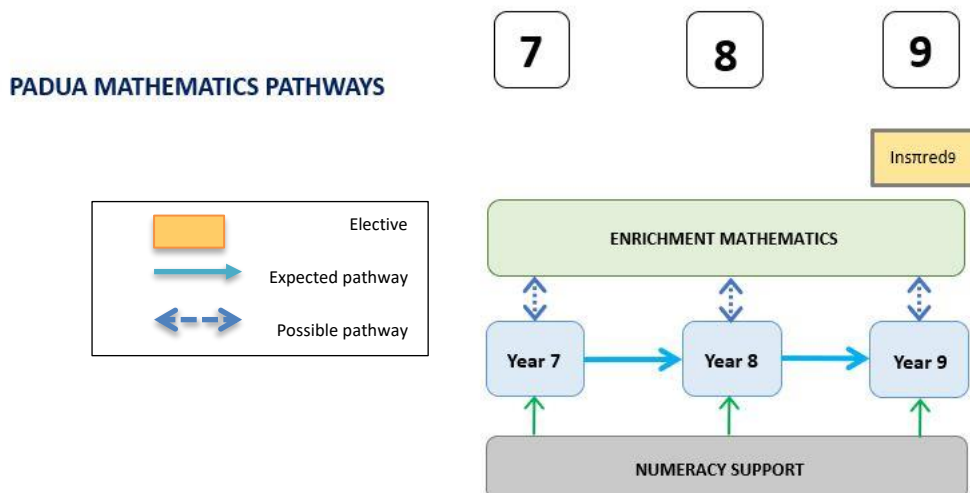 7
8
9
PADUA MATHEMATICS PATHWAYS
Insπred9
Elective
Expected pathway
Possible pathway
ENRICHMENT MATHEMATICS
Year 7
Year 8
Year 9
NUMERACY SUPPORT